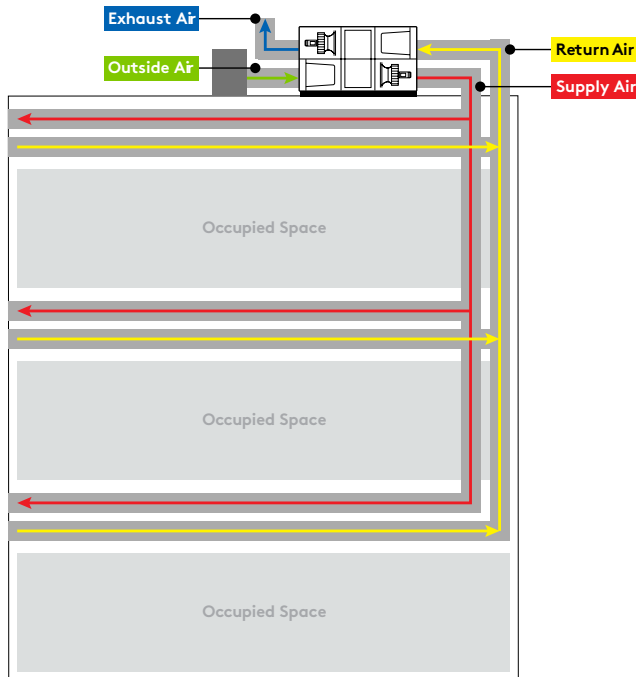 Exhaust Air
Return Air
Outside Air
Supply Air
Occupied Space
Occupied Space
Occupied Space